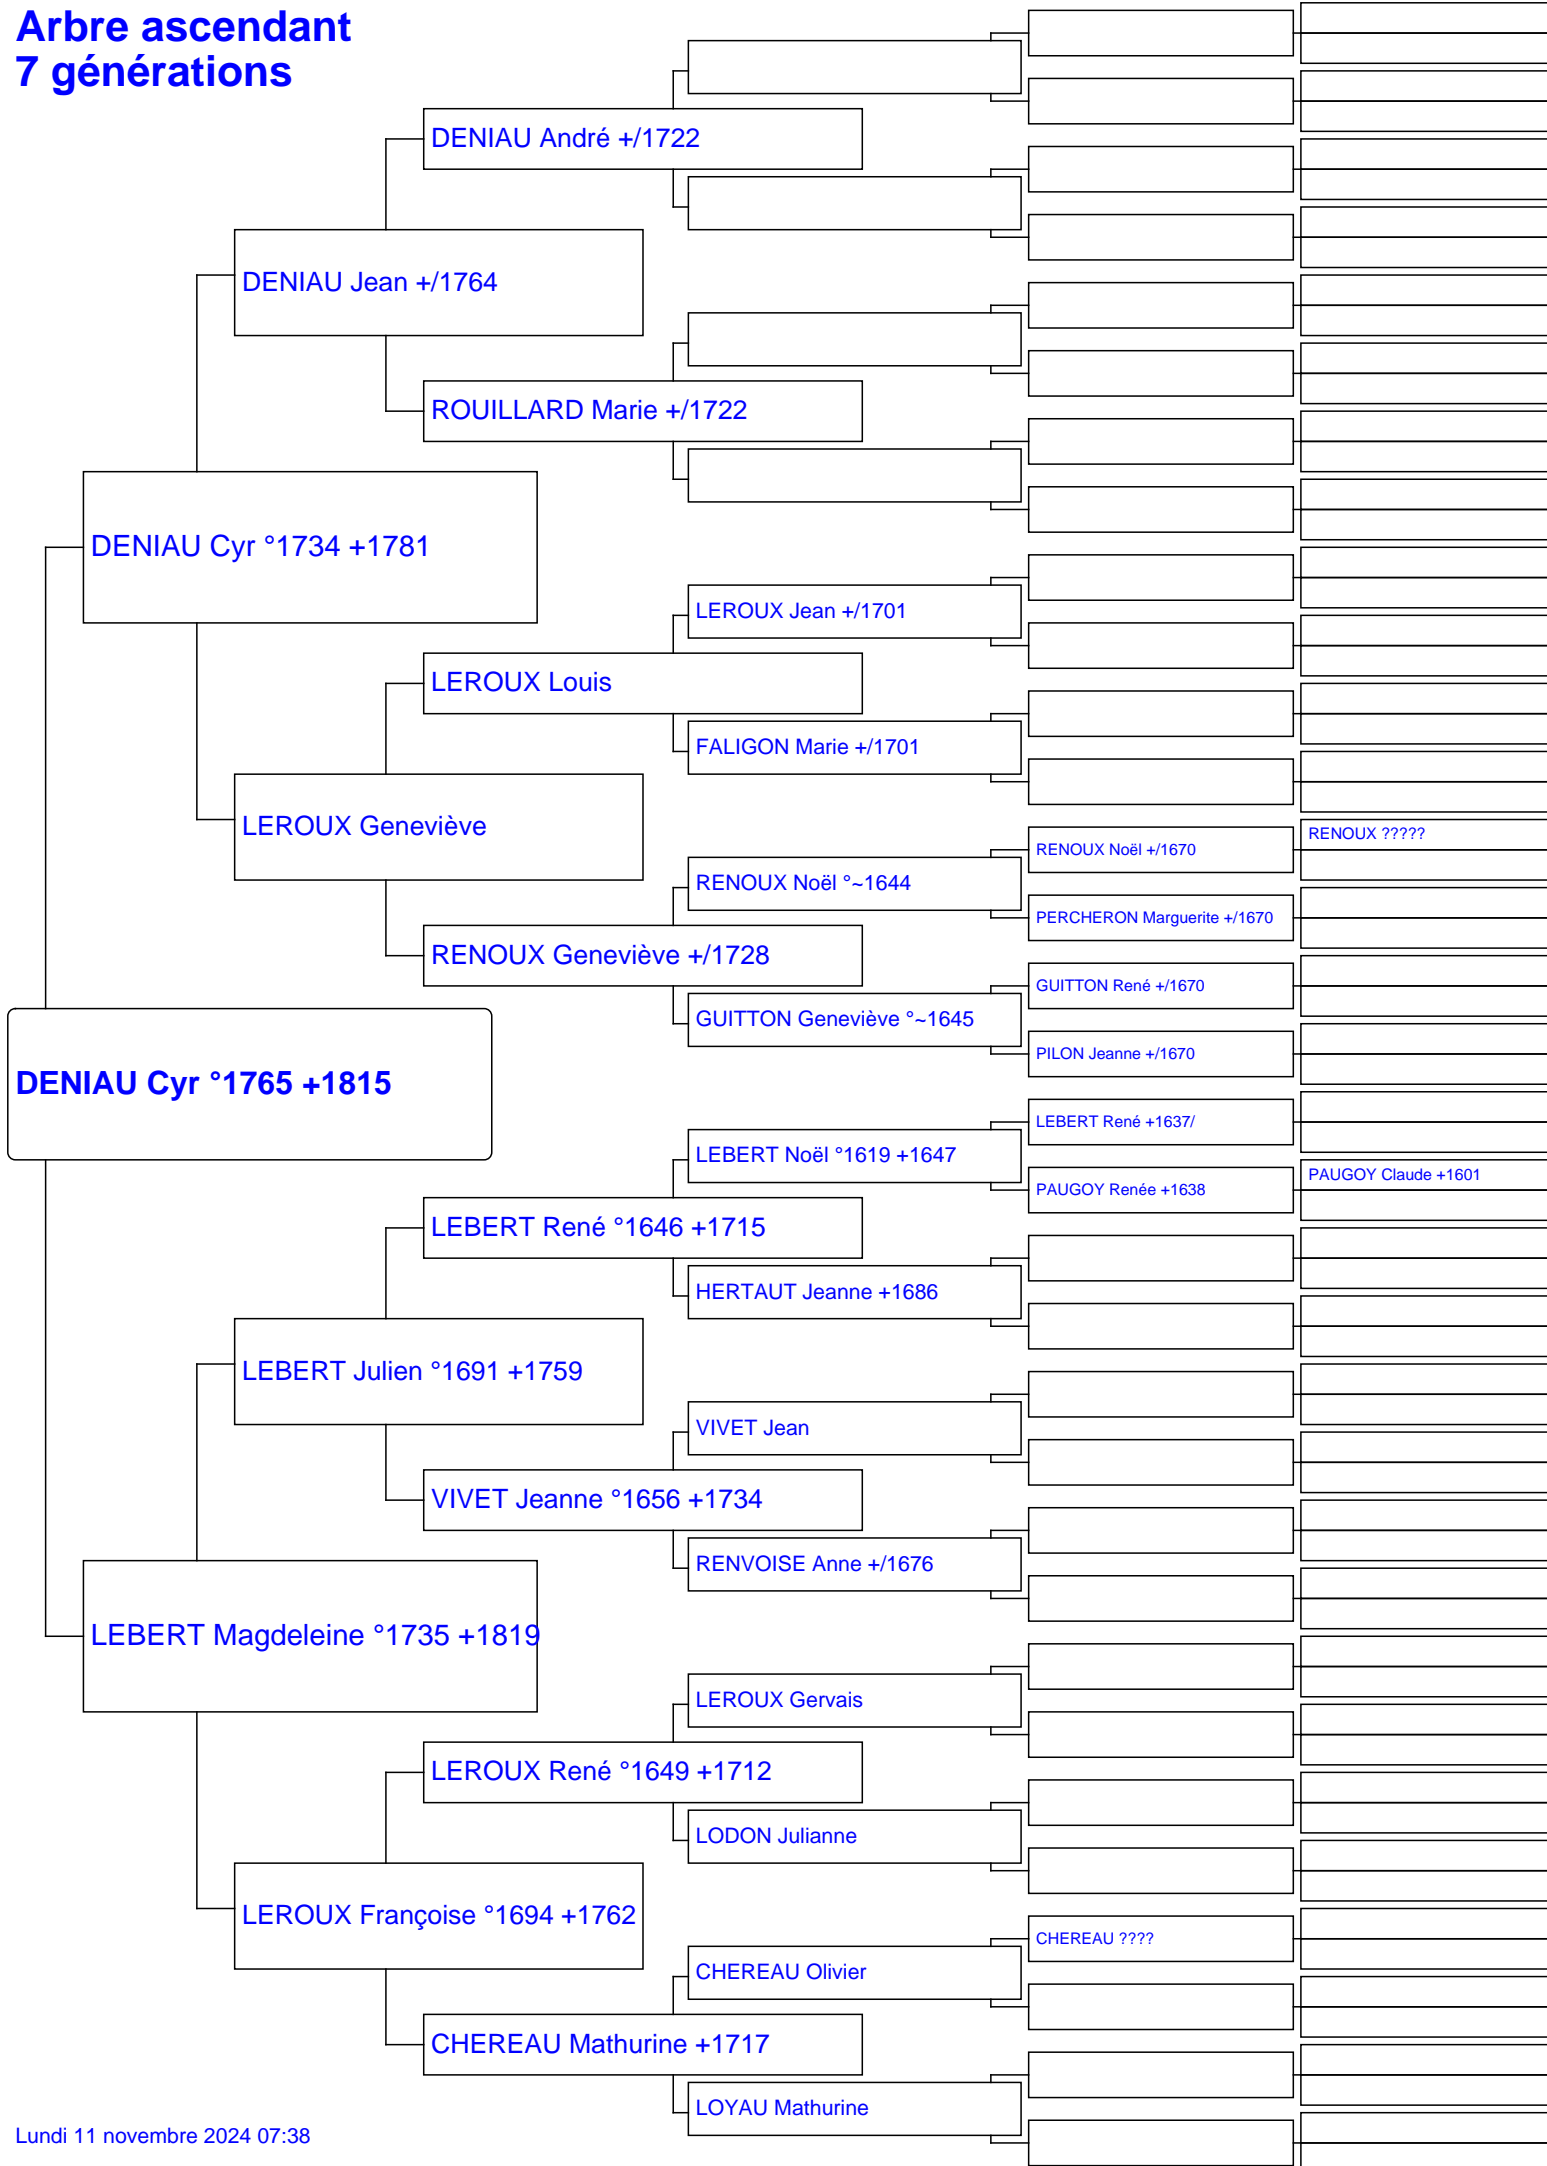 Arbre ascendant
7 générations
DENIAU André +/1722
DENIAU Jean +/1764
ROUILLARD Marie +/1722
DENIAU Cyr °1734 +1781
LEROUX Jean +/1701
LEROUX Louis
FALIGON Marie +/1701
LEROUX Geneviève
RENOUX ?????
RENOUX Noël +/1670
RENOUX Noël °~1644
PERCHERON Marguerite +/1670
RENOUX Geneviève +/1728
GUITTON René +/1670
GUITTON Geneviève °~1645
PILON Jeanne +/1670
DENIAU Cyr °1765 +1815
LEBERT René +1637/
LEBERT Noël °1619 +1647
PAUGOY Claude +1601
PAUGOY Renée +1638
LEBERT René °1646 +1715
HERTAUT Jeanne +1686
LEBERT Julien °1691 +1759
VIVET Jean
VIVET Jeanne °1656 +1734
RENVOISE Anne +/1676
LEBERT Magdeleine °1735 +1819
LEROUX Gervais
LEROUX René °1649 +1712
LODON Julianne
LEROUX Françoise °1694 +1762
CHEREAU ????
CHEREAU Olivier
CHEREAU Mathurine +1717
LOYAU Mathurine
Lundi 11 novembre 2024 07:38